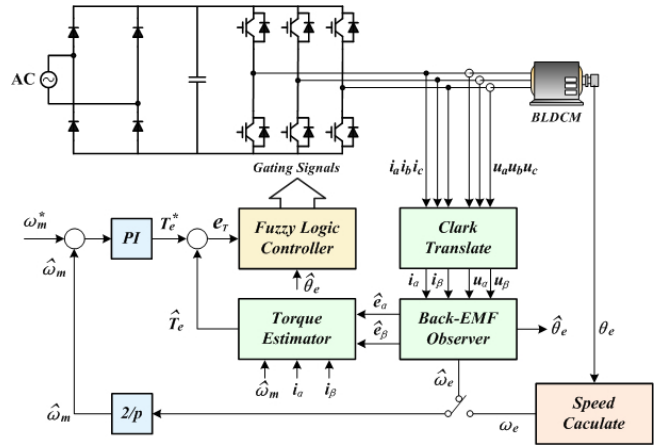 AC
BLDCM
Gating Signals
i_a i_b i_c
u_a u_b u_c
ω*_m
T*_e
e_T
PI
Fuzzy Logic
Controller
Clark
Translate
ω̂_m
θ̂_e
i_α i_β u_α u_β
T̂_e
Torque
Estimator
ê_α
ê_β
Back-EMF
Observer
θ̂_e
θ_e
ω̂_m i_α i_β
ω̂_e
ω̂_m
2/p
ω_e
Speed
Caculate